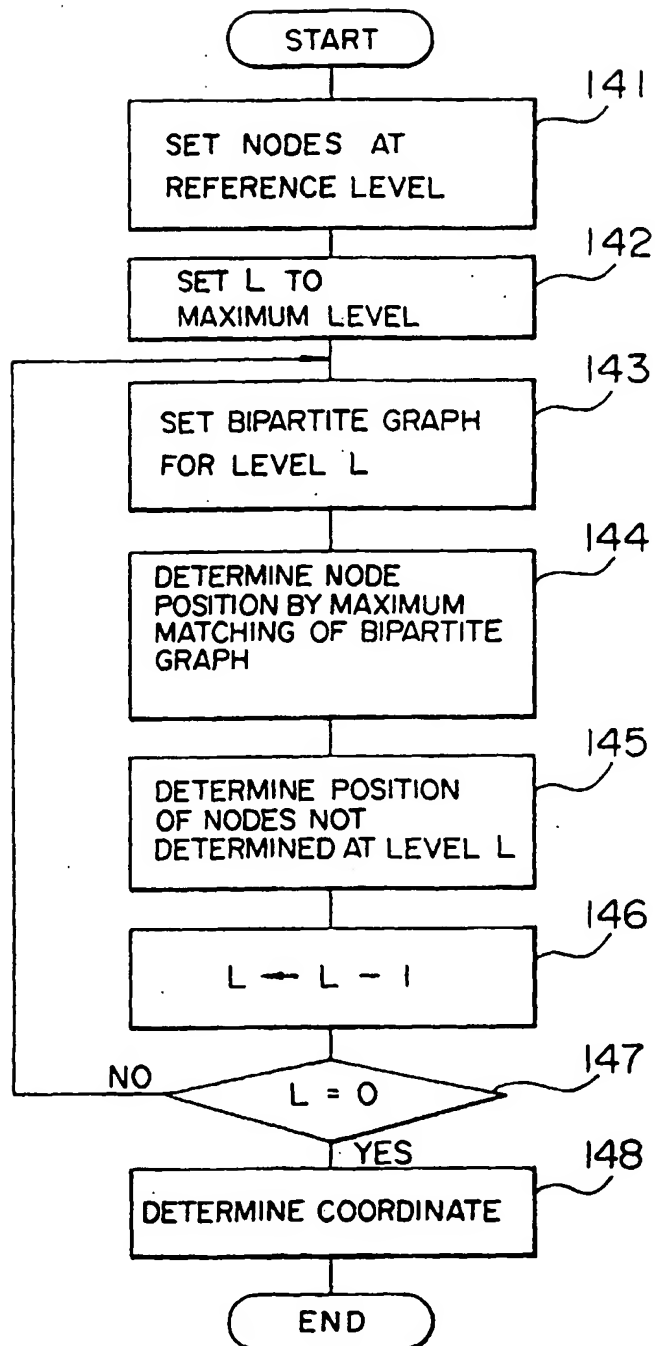 START
141
SET NODES AT
REFERENCE LEVEL
142
SET L TO
MAXIMUM LEVEL
143
SET BIPARTITE GRAPH
FOR LEVEL L
144
DETERMINE NODE
POSITION BY MAXIMUM
MATCHING OF BIPARTITE
GRAPH
145
DETERMINE POSITION
OF NODES NOT
DETERMINED AT LEVEL L
146
L ← L - 1
147
NO
L = 0
YES
148
DETERMINE COORDINATE
END